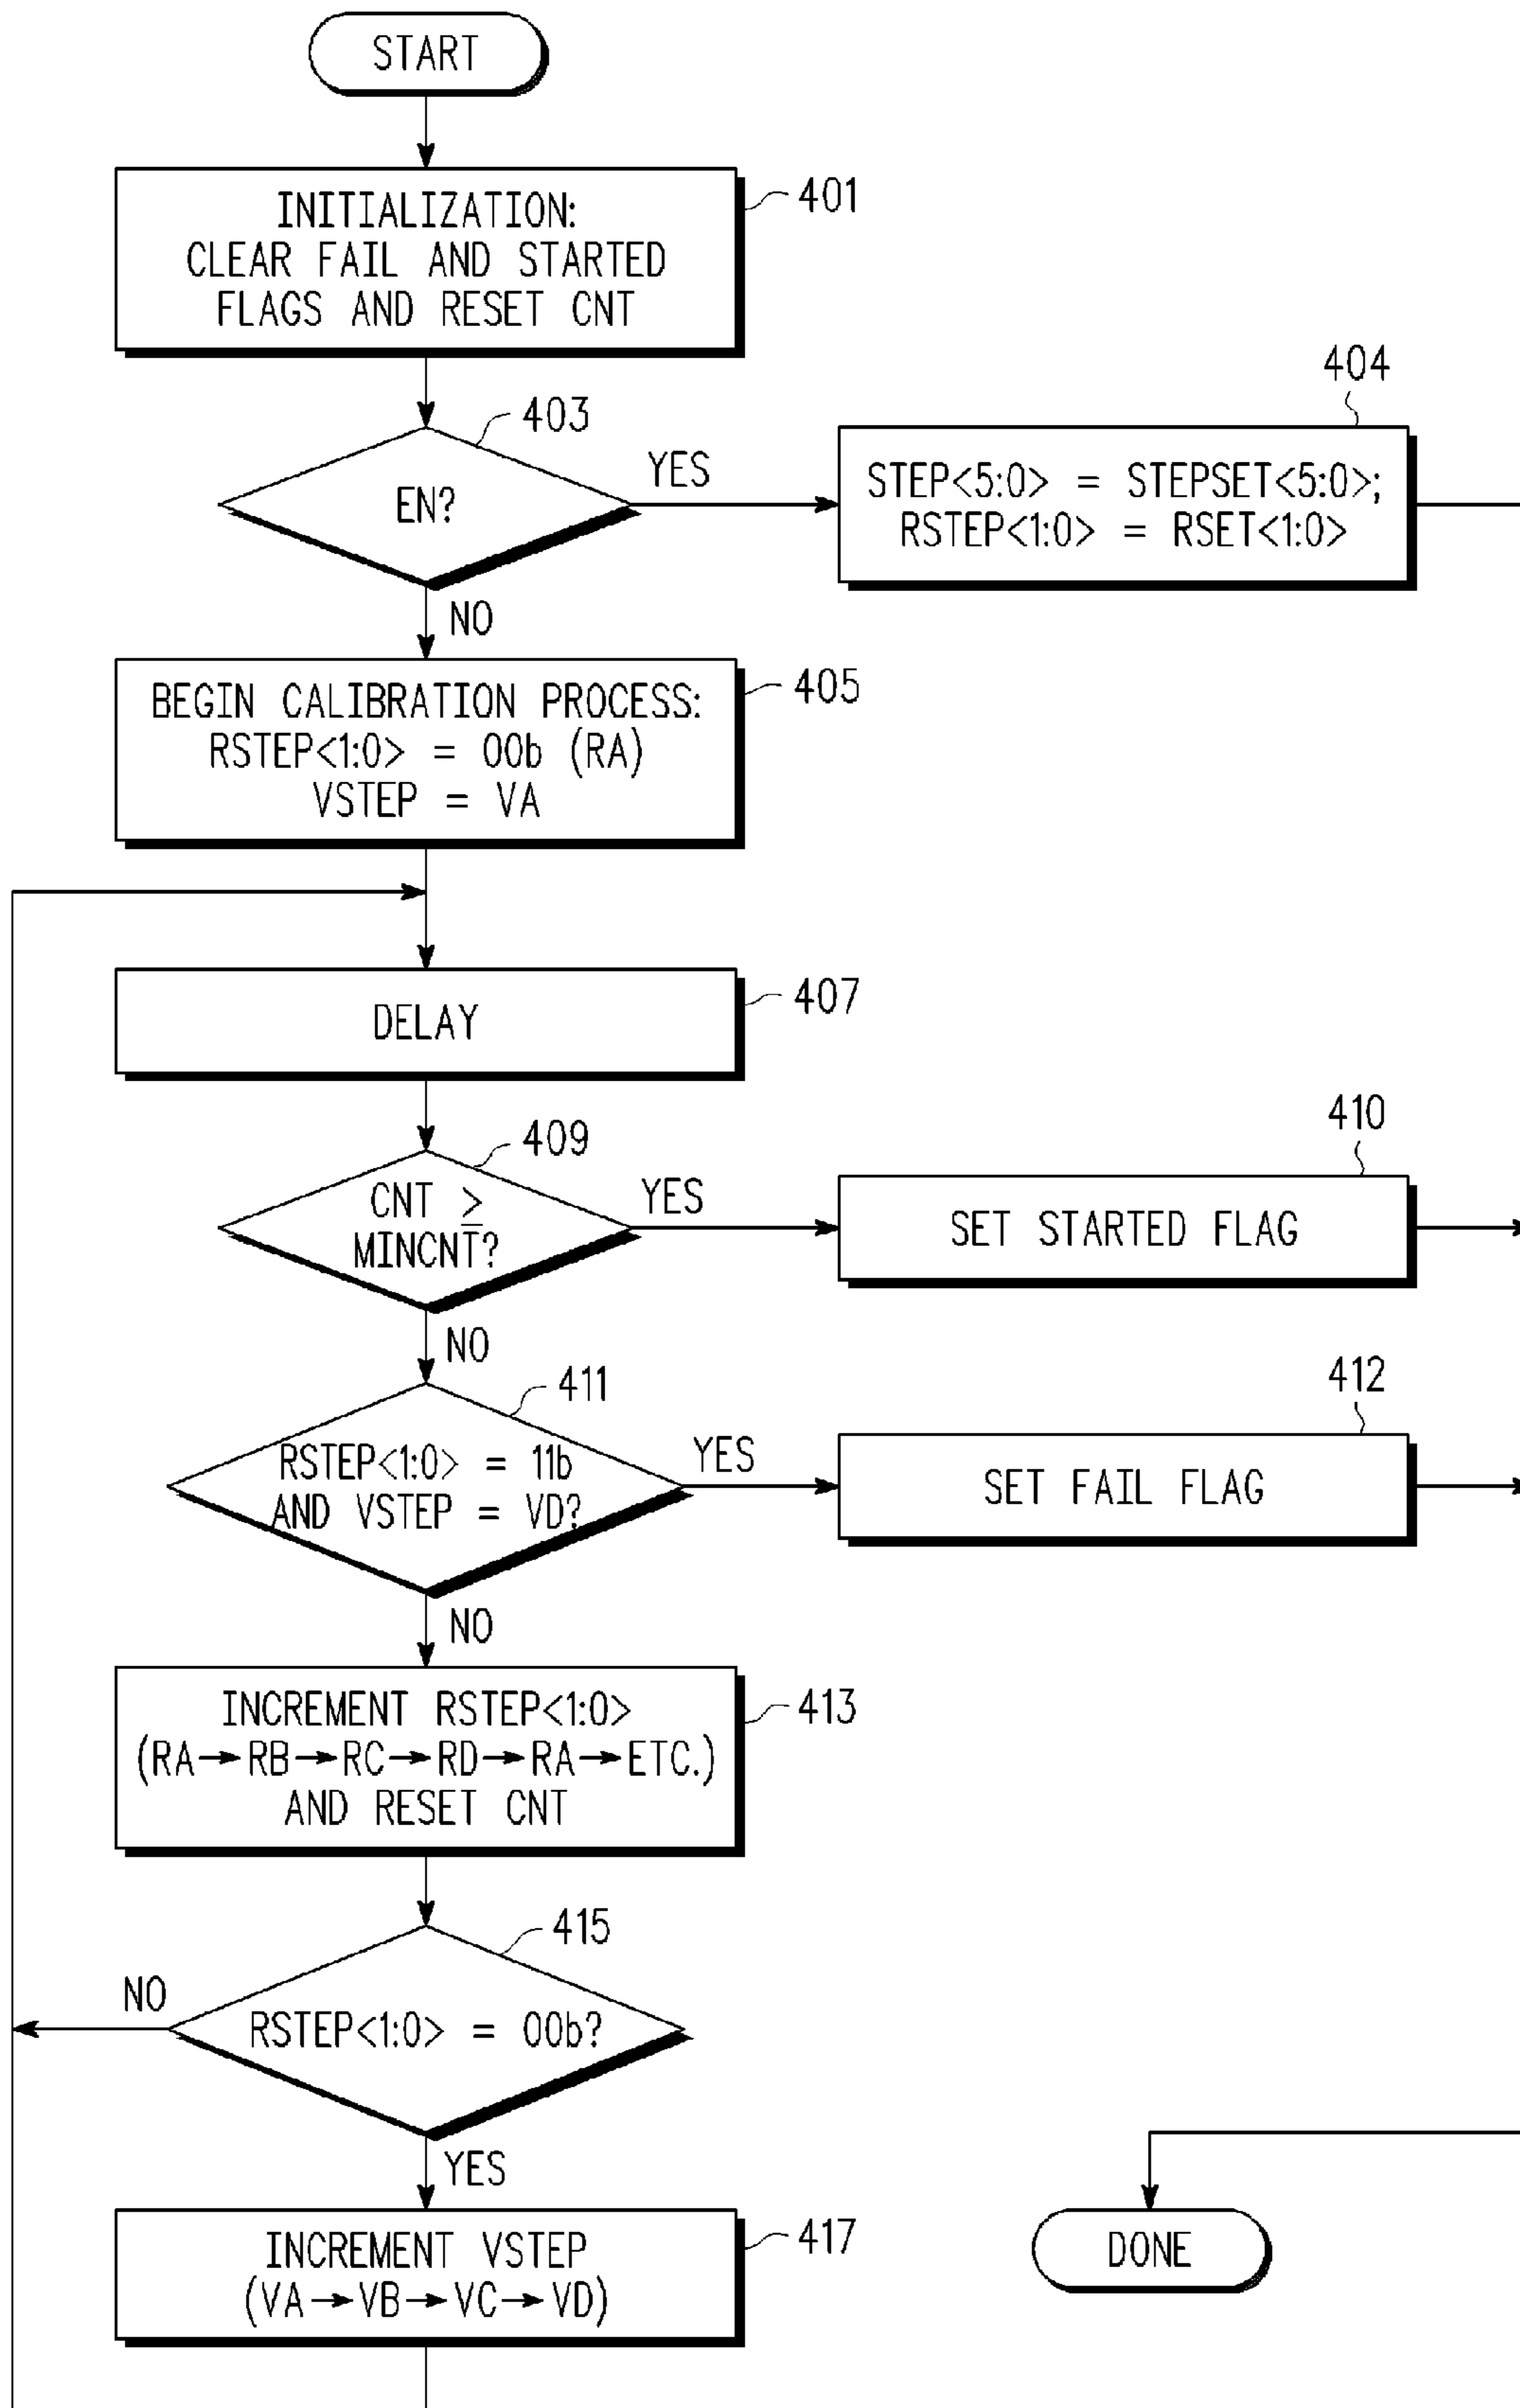 START
INITIALIZATION:
CLEAR FAIL AND STARTED
FLAGS AND RESET CNT
401
403
EN?
YES
NO
404
STEP<5:0> = STEPSET<5:0>;
RSTEP<1:0> = RSET<1:0>
BEGIN CALIBRATION PROCESS:
RSTEP<1:0> = 00b (RA)
VSTEP = VA
405
DELAY
407
409
CNT ≥
MINCNT?
YES
NO
410
SET STARTED FLAG
411
RSTEP<1:0> = 11b
AND VSTEP = VD?
YES
NO
412
SET FAIL FLAG
INCREMENT RSTEP<1:0>
(RA→RB→RC→RD→RA→ETC.)
AND RESET CNT
413
415
RSTEP<1:0> = 00b?
NO
YES
INCREMENT VSTEP
(VA→VB→VC→VD)
417
DONE